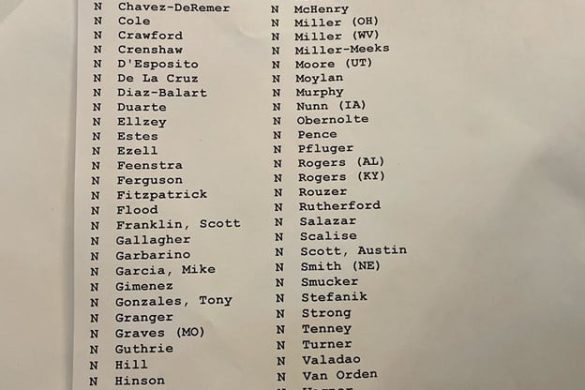 N Chavez-DeRemer
N Cole
N Crawford
N Crenshaw
N D'Esposito
N De La Cruz
N Diaz-Balart
N Duarte
N Ellzey
N Estes
N Ezell
N Feenstra
N Ferguson
N Fitzpatrick
N Flood
N Franklin, Scott
N Gallagher
N Garbarino
N Garcia, Mike
N Gimenez
N Gonzales, Tony
N Granger
N Graves (MO)
N Guthrie
N Hill
N Hinson
N McHenry
N Miller (OH)
N Miller (WV)
N Miller-Meeks
N Moore (UT)
N Moylan
N Murphy
N Nunn (IA)
N Obernolte
N Pence
N Pfluger
N Rogers (AL)
N Rogers (KY)
N Rouzer
N Rutherford
N Salazar
N Scalise
N Scott, Austin
N Smith (NE)
N Smucker
N Stefanik
N Strong
N Tenney
N Turner
N Valadao
N Van Orden